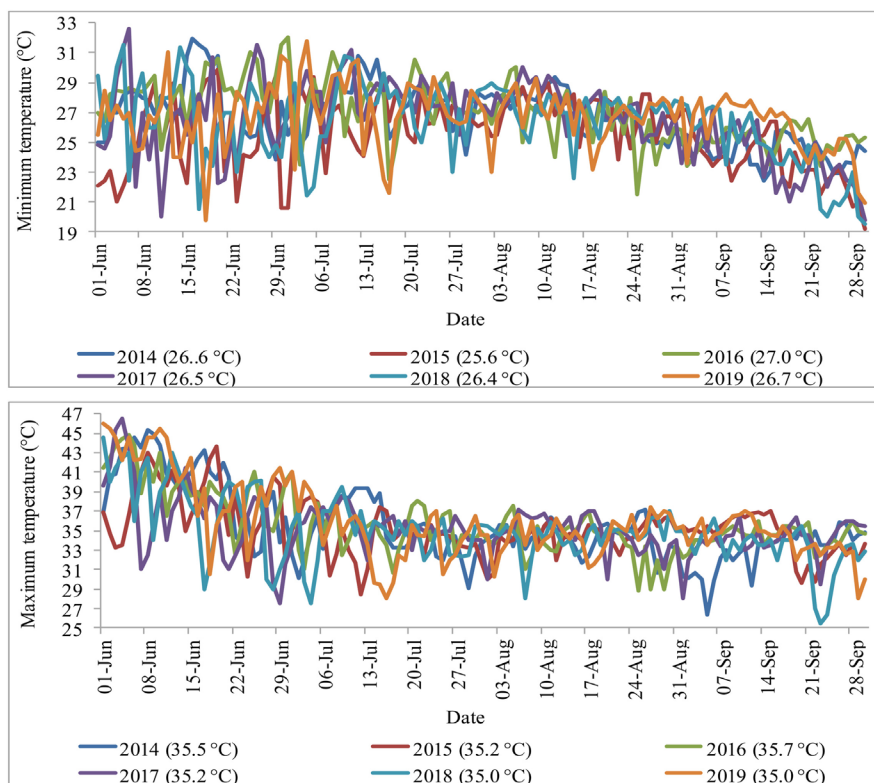 Minimum temperature (°C)
33
31
29
27
25
23
21
19
01-Jun 08-Jun 15-Jun 22-Jun 29-Jun 06-Jul 13-Jul 20-Jul 27-Jul 03-Aug 10-Aug 17-Aug 24-Aug 31-Aug 07-Sep 14-Sep 21-Sep 28-Sep
Date
2014 (26..6 °C) 2015 (25.6 °C) 2016 (27.0 °C)
2017 (26.5 °C) 2018 (26.4 °C) 2019 (26.7 °C)
Maximum temperature (°C)
47
45
43
41
39
37
35
33
31
29
27
25
01-Jun 08-Jun 15-Jun 22-Jun 29-Jun 06-Jul 13-Jul 20-Jul 27-Jul 03-Aug 10-Aug 17-Aug 24-Aug 31-Aug 07-Sep 14-Sep 21-Sep 28-Sep
Date
2014 (35.5 °C) 2015 (35.2 °C) 2016 (35.7 °C)
2017 (35.2 °C) 2018 (35.0 °C) 2019 (35.0 °C)